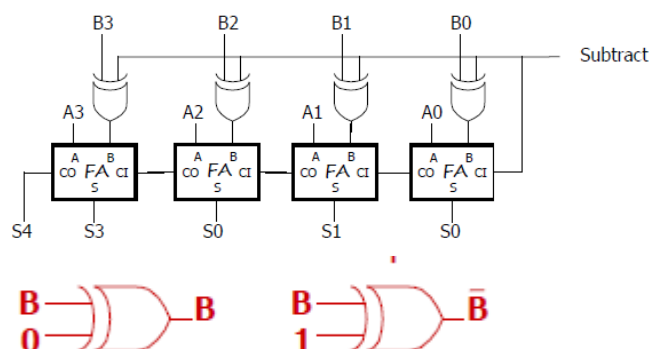 B3 B2 B1 B0
Subtract
A3 A2 A1 A0
A B A B A B A B
CO FA CI CO FA CI CO FA CI CO FA CI
S S S S
S4 S3 S0 S1 S0
B B B B̅
0 1